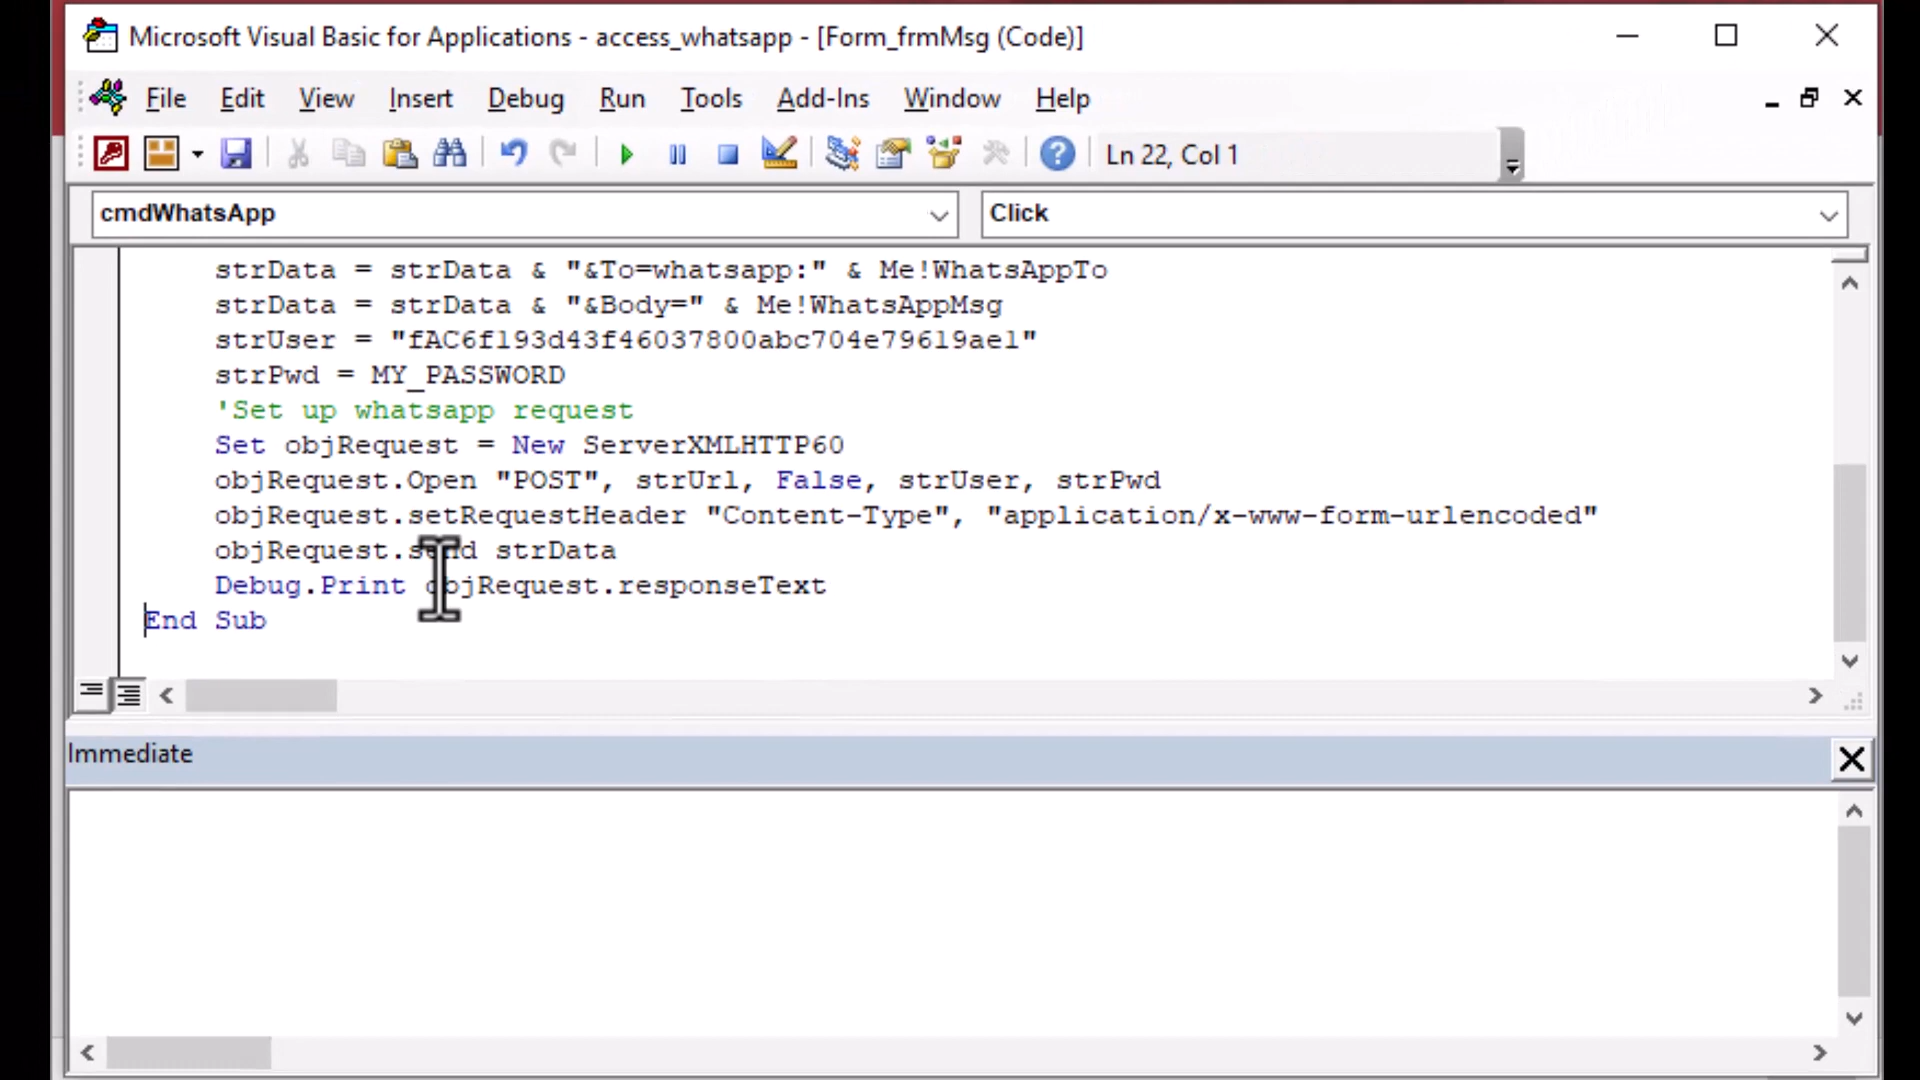 Microsoft Visual Basic for Applications - access_whatsapp - [Form_frmMsg (Code)]
File Edit View Insert Debug Run Tools Add-Ins Window Help
Ln 22, Col 1
cmdWhatsApp Click
strData = strData & "&To=whatsapp:" & Me!WhatsAppTo
strData = strData & "&Body=" & Me!WhatsAppMsg
strUser = "fAC6f193d43f46037800abc704e79619ae1"
strPwd = MY_PASSWORD
'Set up whatsapp request
Set objRequest = New ServerXMLHTTP60
objRequest.Open "POST", strUrl, False, strUser, strPwd
objRequest.setRequestHeader "Content-Type", "application/x-www-form-urlencoded"
objRequest.send strData
Debug.Print objRequest.responseText
End Sub
Immediate